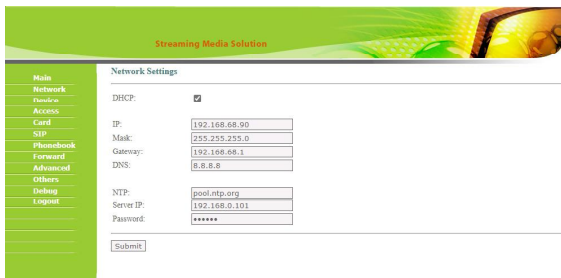 Streaming Media Solution
Main
Network
Device
Access
Card
SIP
Phonebook
Forward
Advanced
Others
Debug
Logout
Network Settings
DHCP:
IP: 192.168.68.90
Mask: 255.255.255.0
Gateway: 192.168.68.1
DNS: 8.8.8.8
NTP: pool.ntp.org
Server IP: 192.168.0.101
Password: ••••••
Submit